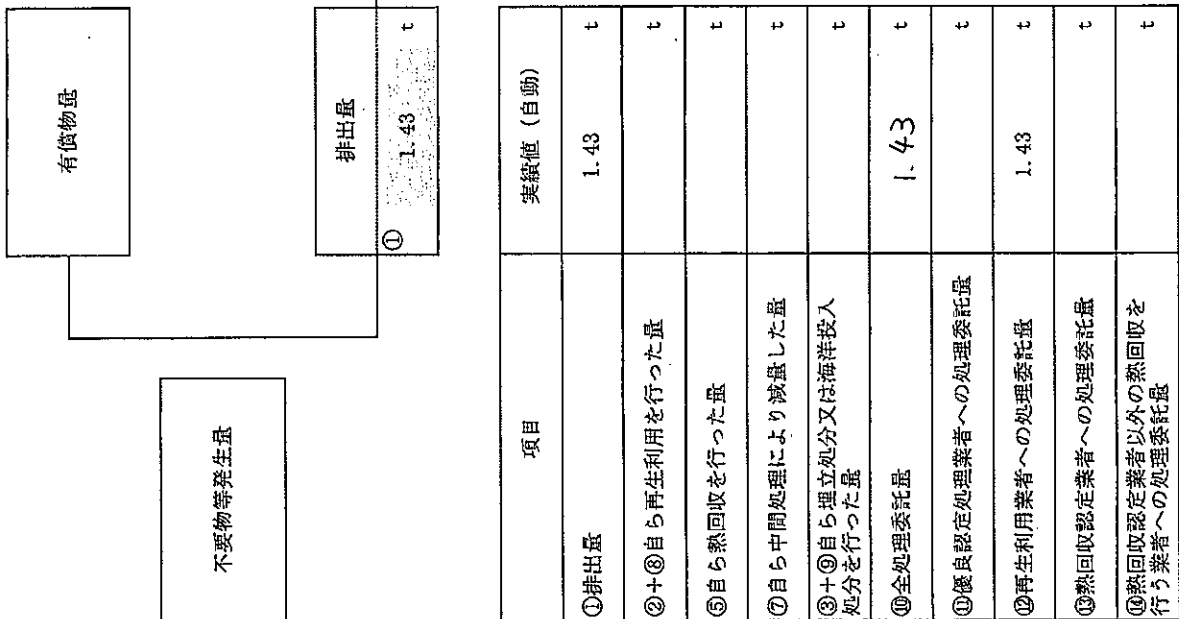 不要物等発生量
有償物量
排出量
① 1.43 t
項目 実績値（自動）
①排出量 1.43 t
②＋⑧自ら再生利用を行った量 t
⑤自ら熱回収を行った量 t
⑦自ら中間処理により減量した量 t
③＋⑨自ら埋立処分又は海洋投入
処分を行った量 t
⑩全処理委託量 1.43 t
⑪優良認定処理業者への処理委託量 t
⑫再生利用業者への処理委託量 1.43 t
⑬熱回収認定業者への処理委託量 t
⑭熱回収認定業者以外の熱回収を
行う業者への処理委託量 t